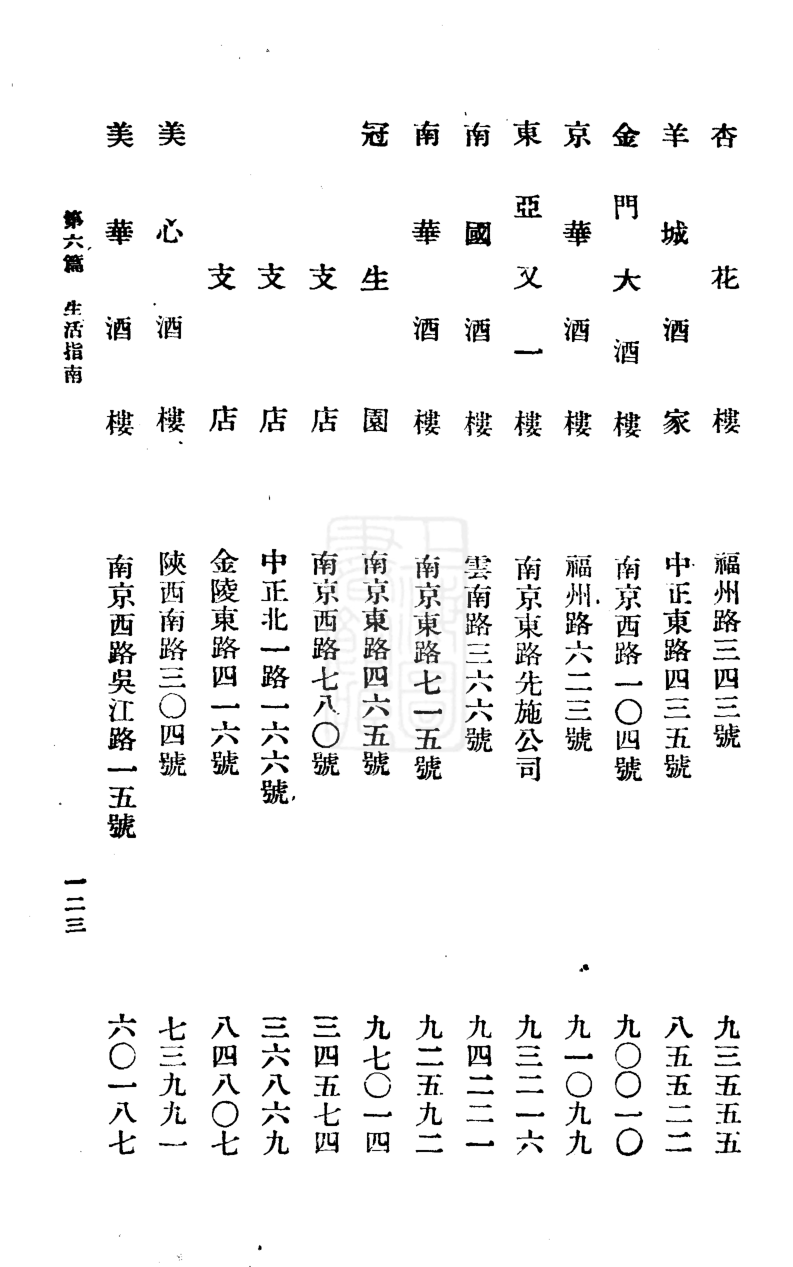 杏花樓 福州路三四三號 九三五五五
羊城酒家 中正東路四三五號 八五五二二
金門大酒樓 南京西路一〇四號 九〇〇一〇
京華酒樓 福州路六二三號 九一〇九九
東亞又一樓 南京東路先施公司 九三二一六
南國酒樓 雲南路三六六號 九四二二一
南華酒樓 南京東路七一五號 九二五九二
冠生園 南京東路四六五號 九七〇一四
支店 南京西路七八〇號 三四五七四
支店 中正北一路一六六號 三六八六九
支店 金陵東路四一六號 八四八〇七
美心酒樓 陝西南路三〇四號 七三九九一
美華酒樓 南京西路吳江路一五號 六〇一八七
第六篇 生活指南 一二三